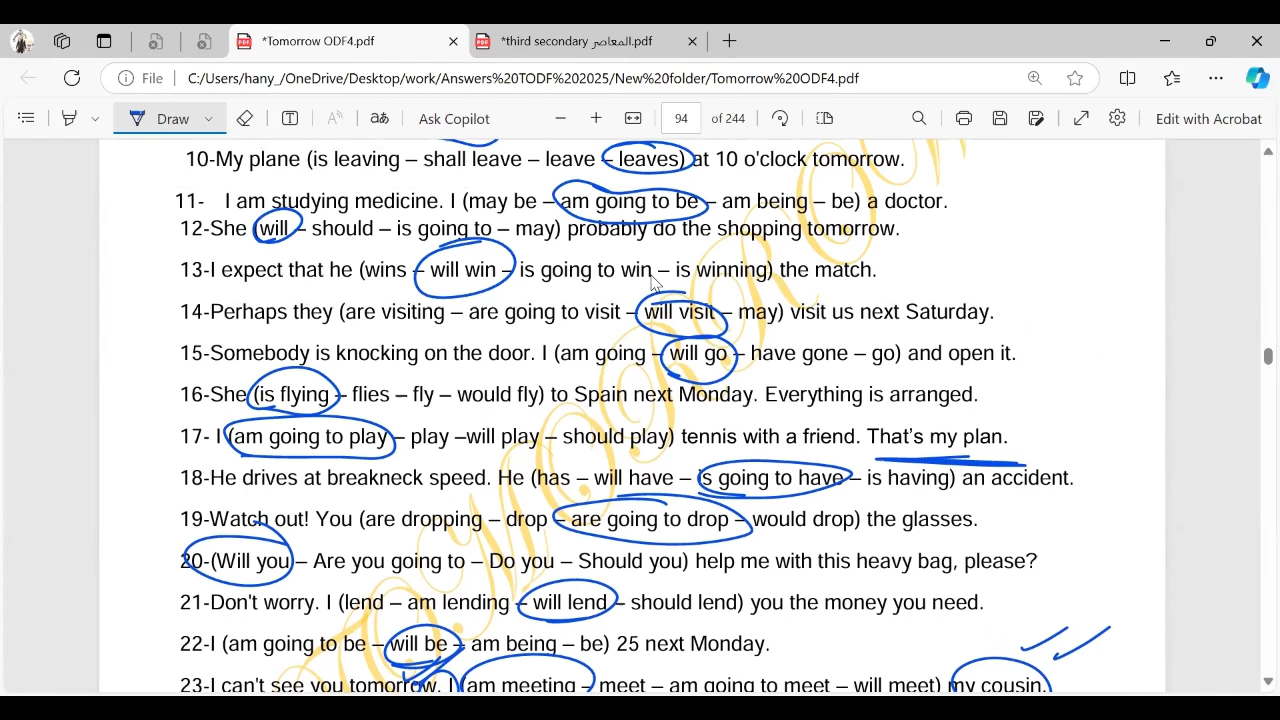 *Tomorrow ODF4.pdf
*third secondary المعاصر.pdf
File
C:/Users/hany_/OneDrive/Desktop/work/Answers%20TODF%202025/New%20folder/Tomorrow%20ODF4.pdf
Draw
Ask Copilot
94 of 244
Edit with Acrobat
10-My plane (is leaving – shall leave – leave – leaves) at 10 o'clock tomorrow.
11- I am studying medicine. I (may be – am going to be – am being – be) a doctor.
12-She (will – should – is going to – may) probably do the shopping tomorrow.
13-I expect that he (wins – will win – is going to win – is winning) the match.
14-Perhaps they (are visiting – are going to visit – will visit – may) visit us next Saturday.
15-Somebody is knocking on the door. I (am going – will go – have gone – go) and open it.
16-She (is flying – flies – fly – would fly) to Spain next Monday. Everything is arranged.
17- I (am going to play – play –will play – should play) tennis with a friend. That's my plan.
18-He drives at breakneck speed. He (has – will have – is going to have – is having) an accident.
19-Watch out! You (are dropping – drop – are going to drop – would drop) the glasses.
20-(Will you – Are you going to – Do you – Should you) help me with this heavy bag, please?
21-Don't worry. I (lend – am lending – will lend – should lend) you the money you need.
22-I (am going to be – will be – am being – be) 25 next Monday.
23-I can't see you tomorrow. I (am meeting – meet – am going to meet – will meet) my cousin.
TOMORROW